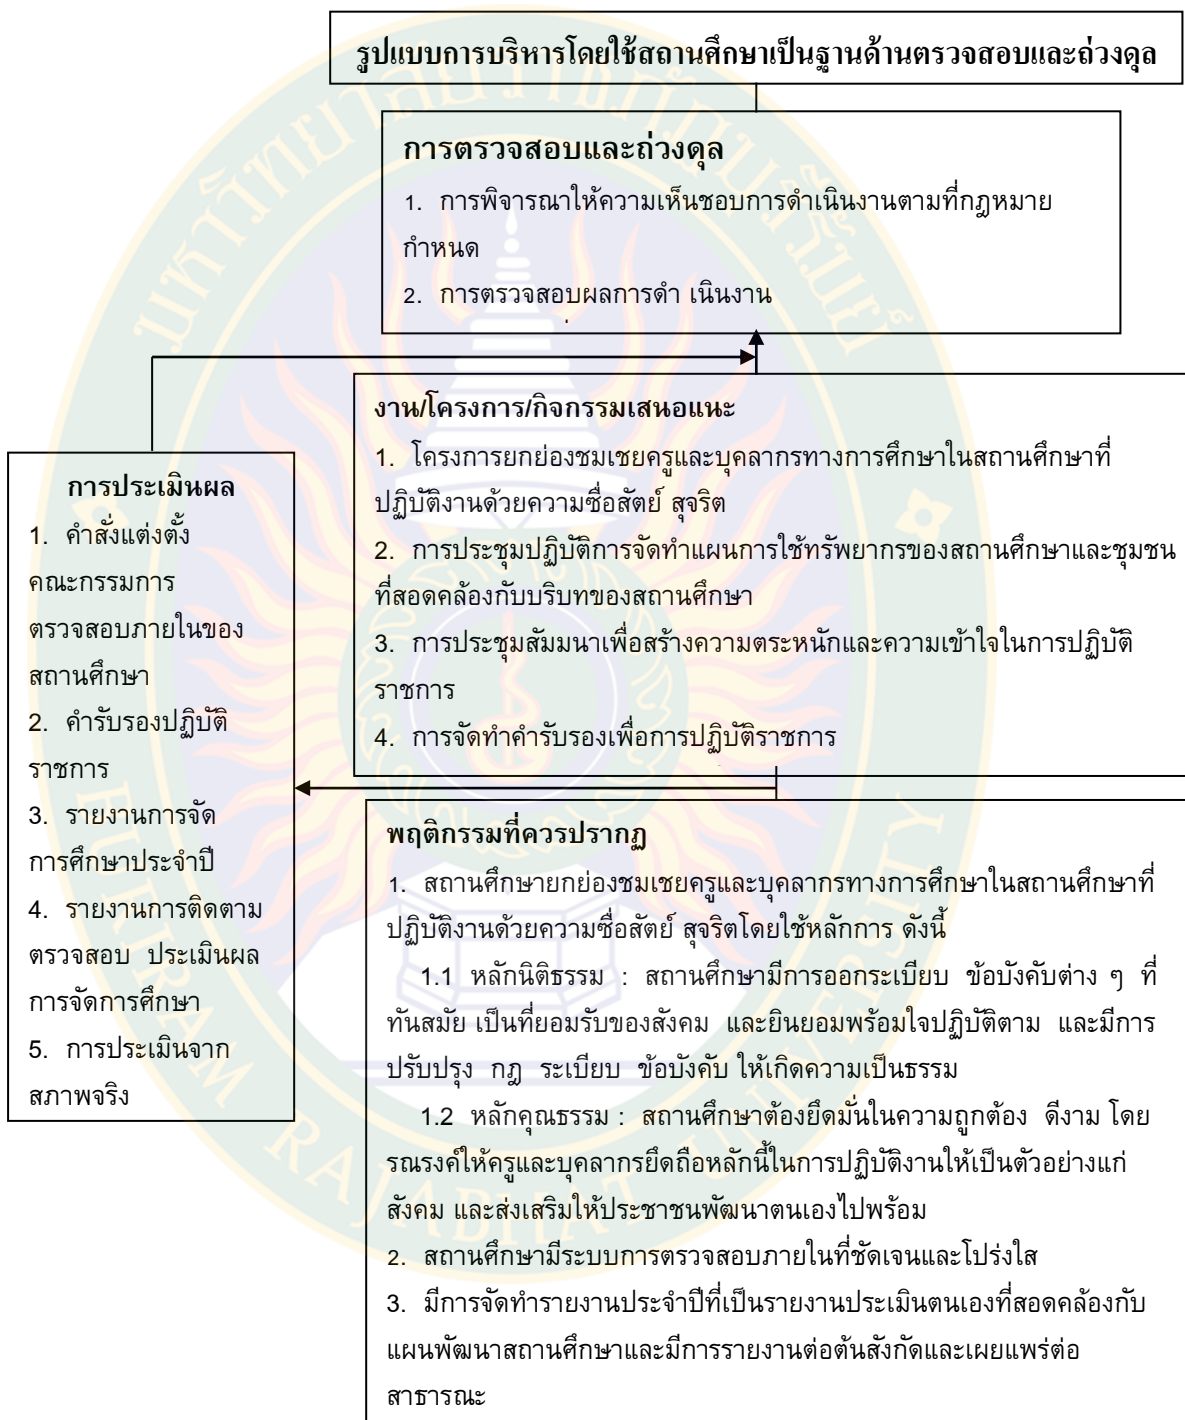 รูปแบบการบริหารโดยใช้สถานศึกษาเป็นฐานด้านตรวจสอบและถ่วงดุล
การตรวจสอบและถ่วงดุล
1. การพิจารณาให้ความเห็นชอบการดำเนินงานตามที่กฎหมาย
กำหนด
2. การตรวจสอบผลการดำ เนินงาน
งาน/โครงการ/กิจกรรมเสนอแนะ
1. โครงการยกย่องชมเชยครูและบุคลากรทางการศึกษาในสถานศึกษาที่
ปฏิบัติงานด้วยความซื่อสัตย์ สุจริต
2. การประชุมปฏิบัติการจัดทำแผนการใช้ทรัพยากรของสถานศึกษาและชุมชน
ที่สอดคล้องกับบริบทของสถานศึกษา
3. การประชุมสัมมนาเพื่อสร้างความตระหนักและความเข้าใจในการปฏิบัติ
ราชการ
4. การจัดทำคำรับรองเพื่อการปฏิบัติราชการ
การประเมินผล
1. คำสั่งแต่งตั้ง
คณะกรรมการ
ตรวจสอบภายในของ
สถานศึกษา
2. คำรับรองปฏิบัติ
ราชการ
3. รายงานการจัด
การศึกษาประจำปี
4. รายงานการติดตาม
ตรวจสอบ ประเมินผล
การจัดการศึกษา
5. การประเมินจาก
สภาพจริง
พฤติกรรมที่ควรปรากฏ
1. สถานศึกษายกย่องชมเชยครูและบุคลากรทางการศึกษาในสถานศึกษาที่
ปฏิบัติงานด้วยความซื่อสัตย์ สุจริตโดยใช้หลักการ ดังนี้
1.1 หลักนิติธรรม : สถานศึกษามีการออกระเบียบ ข้อบังคับต่าง ๆ ที่
ทันสมัย เป็นที่ยอมรับของสังคม และยินยอมพร้อมใจปฏิบัติตาม และมีการ
ปรับปรุง กฎ ระเบียบ ข้อบังคับ ให้เกิดความเป็นธรรม
1.2 หลักคุณธรรม : สถานศึกษาต้องยึดมั่นในความถูกต้อง ดีงาม โดย
รณรงค์ให้ครูและบุคลากรยึดถือหลักนี้ในการปฏิบัติงานให้เป็นตัวอย่างแก่
สังคม และส่งเสริมให้ประชาชนพัฒนาตนเองไปพร้อม
2. สถานศึกษามีระบบการตรวจสอบภายในที่ชัดเจนและโปร่งใส
3. มีการจัดทำรายงานประจำปีที่เป็นรายงานประเมินตนเองที่สอดคล้องกับ
แผนพัฒนาสถานศึกษาและมีการรายงานต่อต้นสังกัดและเผยแพร่ต่อ
สาธารณะ
มหาวิทยาลัยราชภัฏบุรีรัมย์
BURIRAM RAJABHAT UNIVERSITY